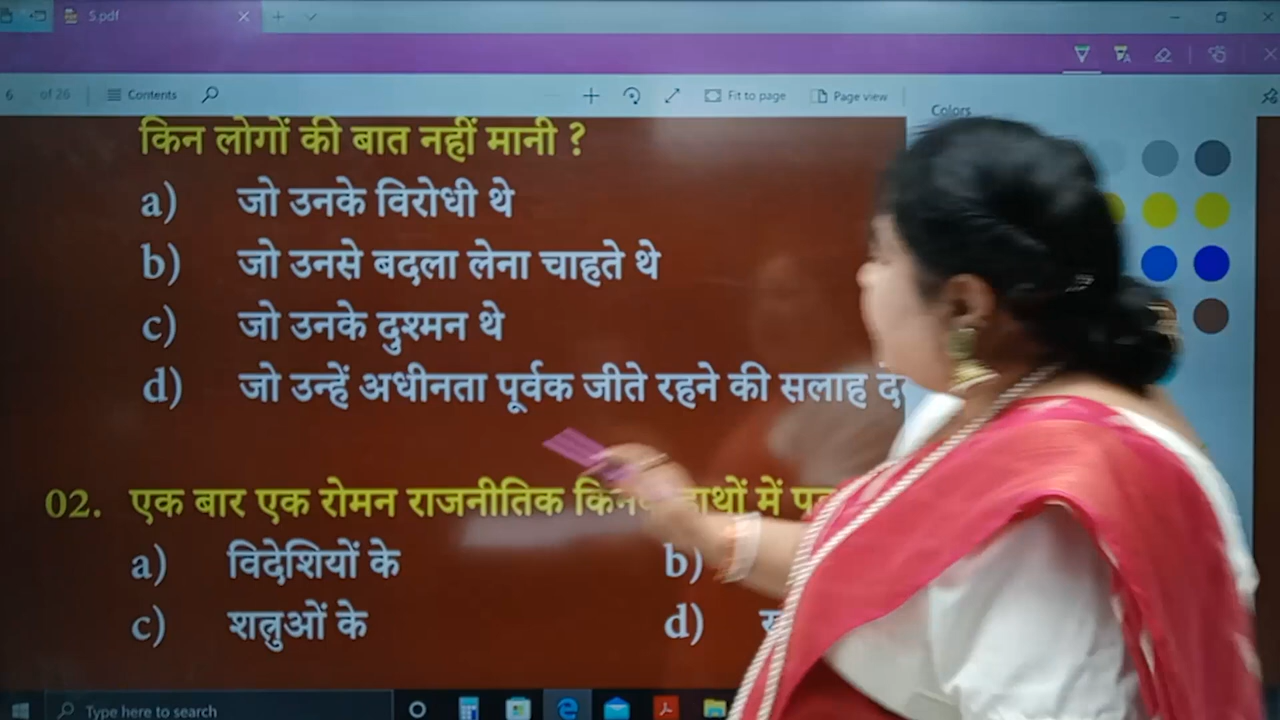 S.pdf
6 of 26 Contents Fit to page Page view
Colors
किन लोगों की बात नहीं मानी ?
a) जो उनके विरोधी थे
b) जो उनसे बदला लेना चाहते थे
c) जो उनके दुश्मन थे
d) जो उन्हें अधीनता पूर्वक जीते रहने की सलाह
02. एक बार एक रोमन राजनीतिक में
a) विदेशियों के b)
c) शत्रुओं के d)
Type here to search